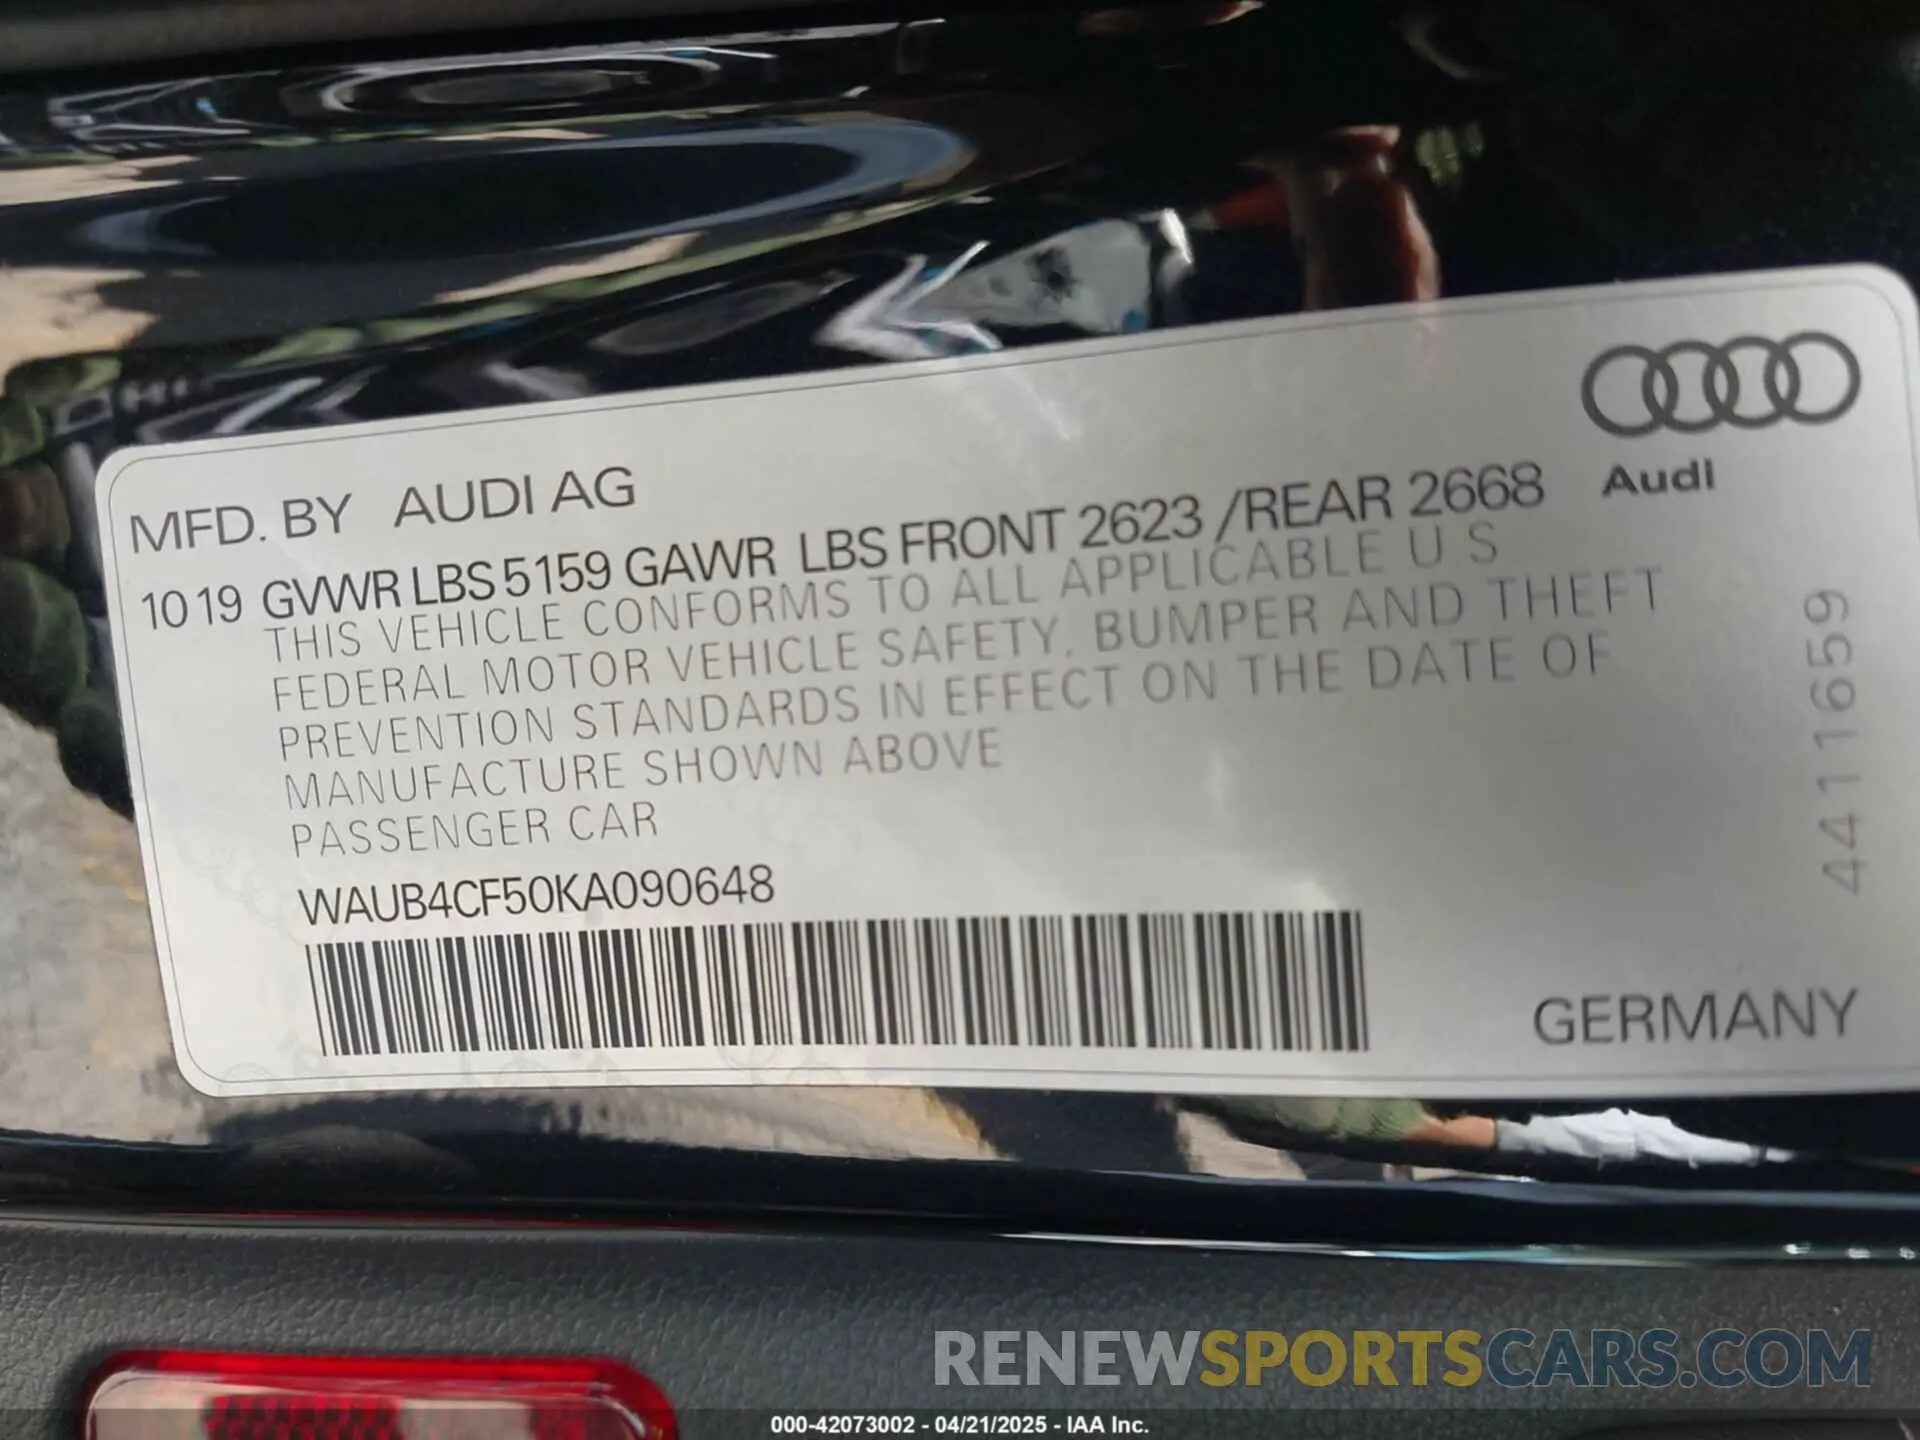 MFD. BY AUDI AG
Audi
1019 GVWR LBS 5159 GAWR LBS FRONT 2623 /REAR 2668
THIS VEHICLE CONFORMS TO ALL APPLICABLE U S
FEDERAL MOTOR VEHICLE SAFETY, BUMPER AND THEFT
PREVENTION STANDARDS IN EFFECT ON THE DATE OF
MANUFACTURE SHOWN ABOVE
PASSENGER CAR
WAUB4CF50KA090648
4411659
GERMANY
RENEWSPORTSCARS.COM
000-42073002 - 04/21/2025 - IAA Inc.